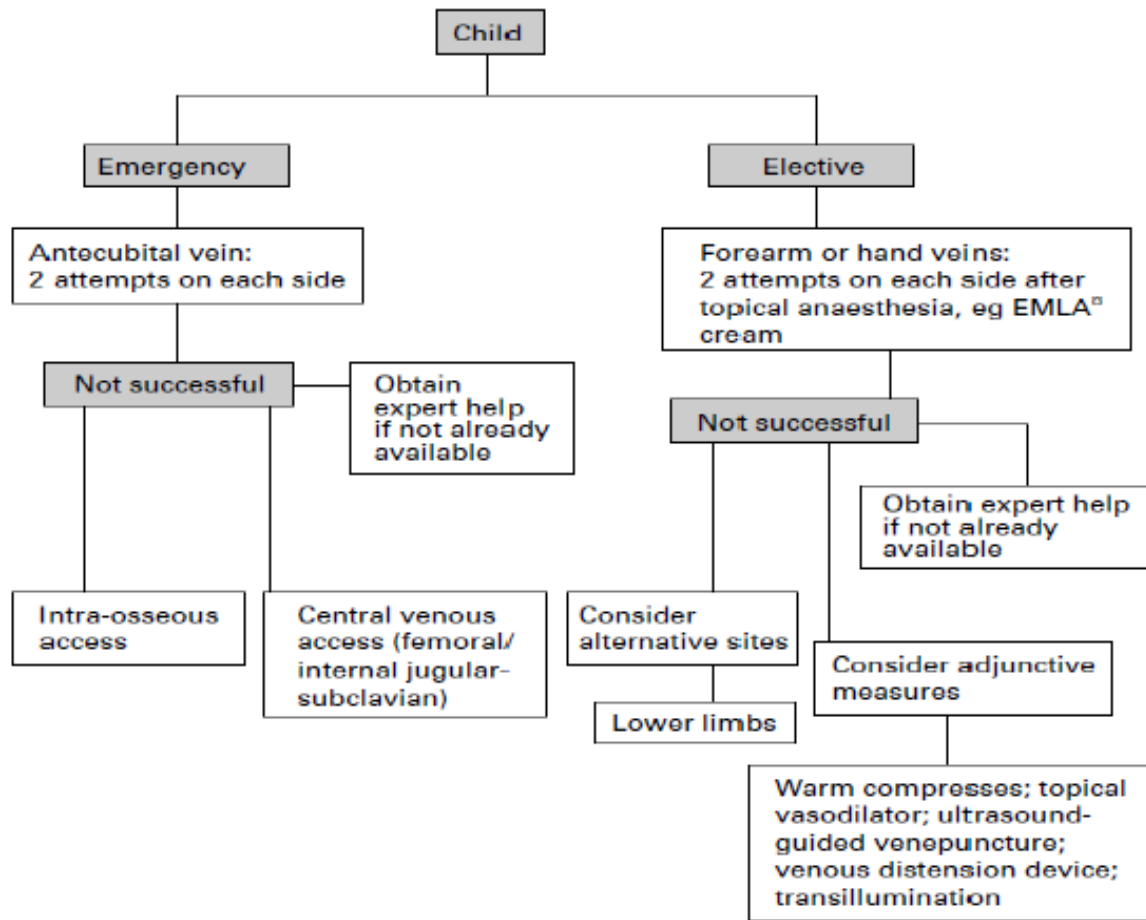 Child
Emergency
Elective
Antecubital vein:
2 attempts on each side
Forearm or hand veins:
2 attempts on each side after
topical anaesthesia, eg EMLA¤
cream
Not successful
Obtain
expert help
if not already
available
Not successful
Obtain expert help
if not already
available
Intra-osseous
access
Central venous
access (femoral/
internal jugular-
subclavian)
Consider
alternative sites
Consider adjunctive
measures
Lower limbs
Warm compresses; topical
vasodilator; ultrasound-
guided venepuncture;
venous distension device;
transillumination